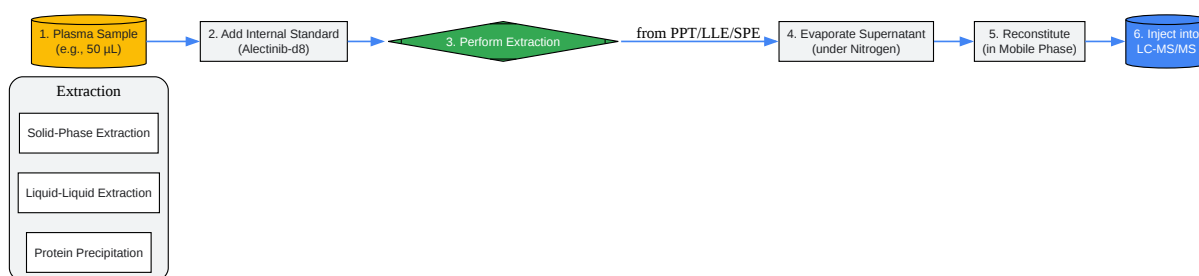 1. Plasma Sample
(e.g., 50 µL)
2. Add Internal Standard
(Alectinib-d8)
3. Perform Extraction
from PPT/LLE/SPE
4. Evaporate Supernatant
(under Nitrogen)
5. Reconstitute
(in Mobile Phase)
6. Inject into
LC-MS/MS
Extraction
Solid-Phase Extraction
Liquid-Liquid Extraction
Protein Precipitation